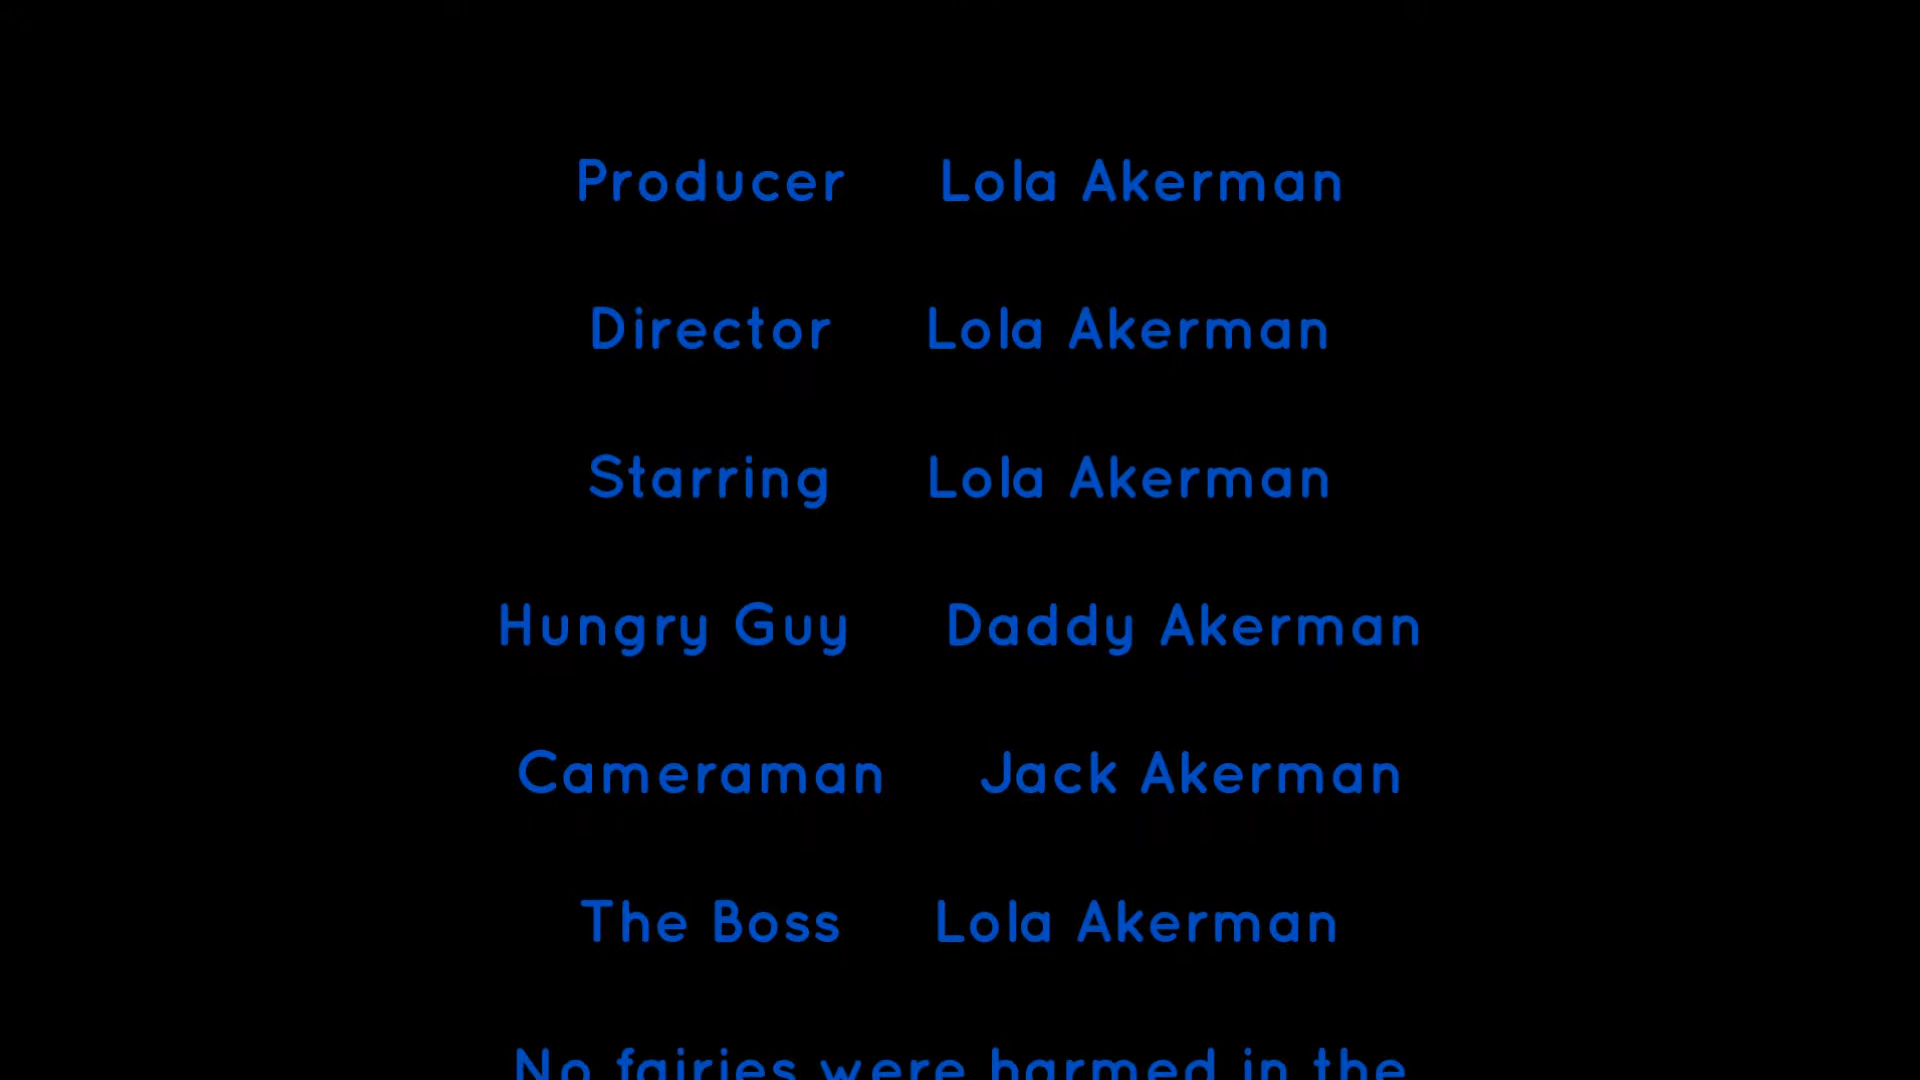 Producer Lola Akerman
Director Lola Akerman
Starring Lola Akerman
Hungry Guy Daddy Akerman
Cameraman Jack Akerman
The Boss Lola Akerman
No fairies were harmed in the